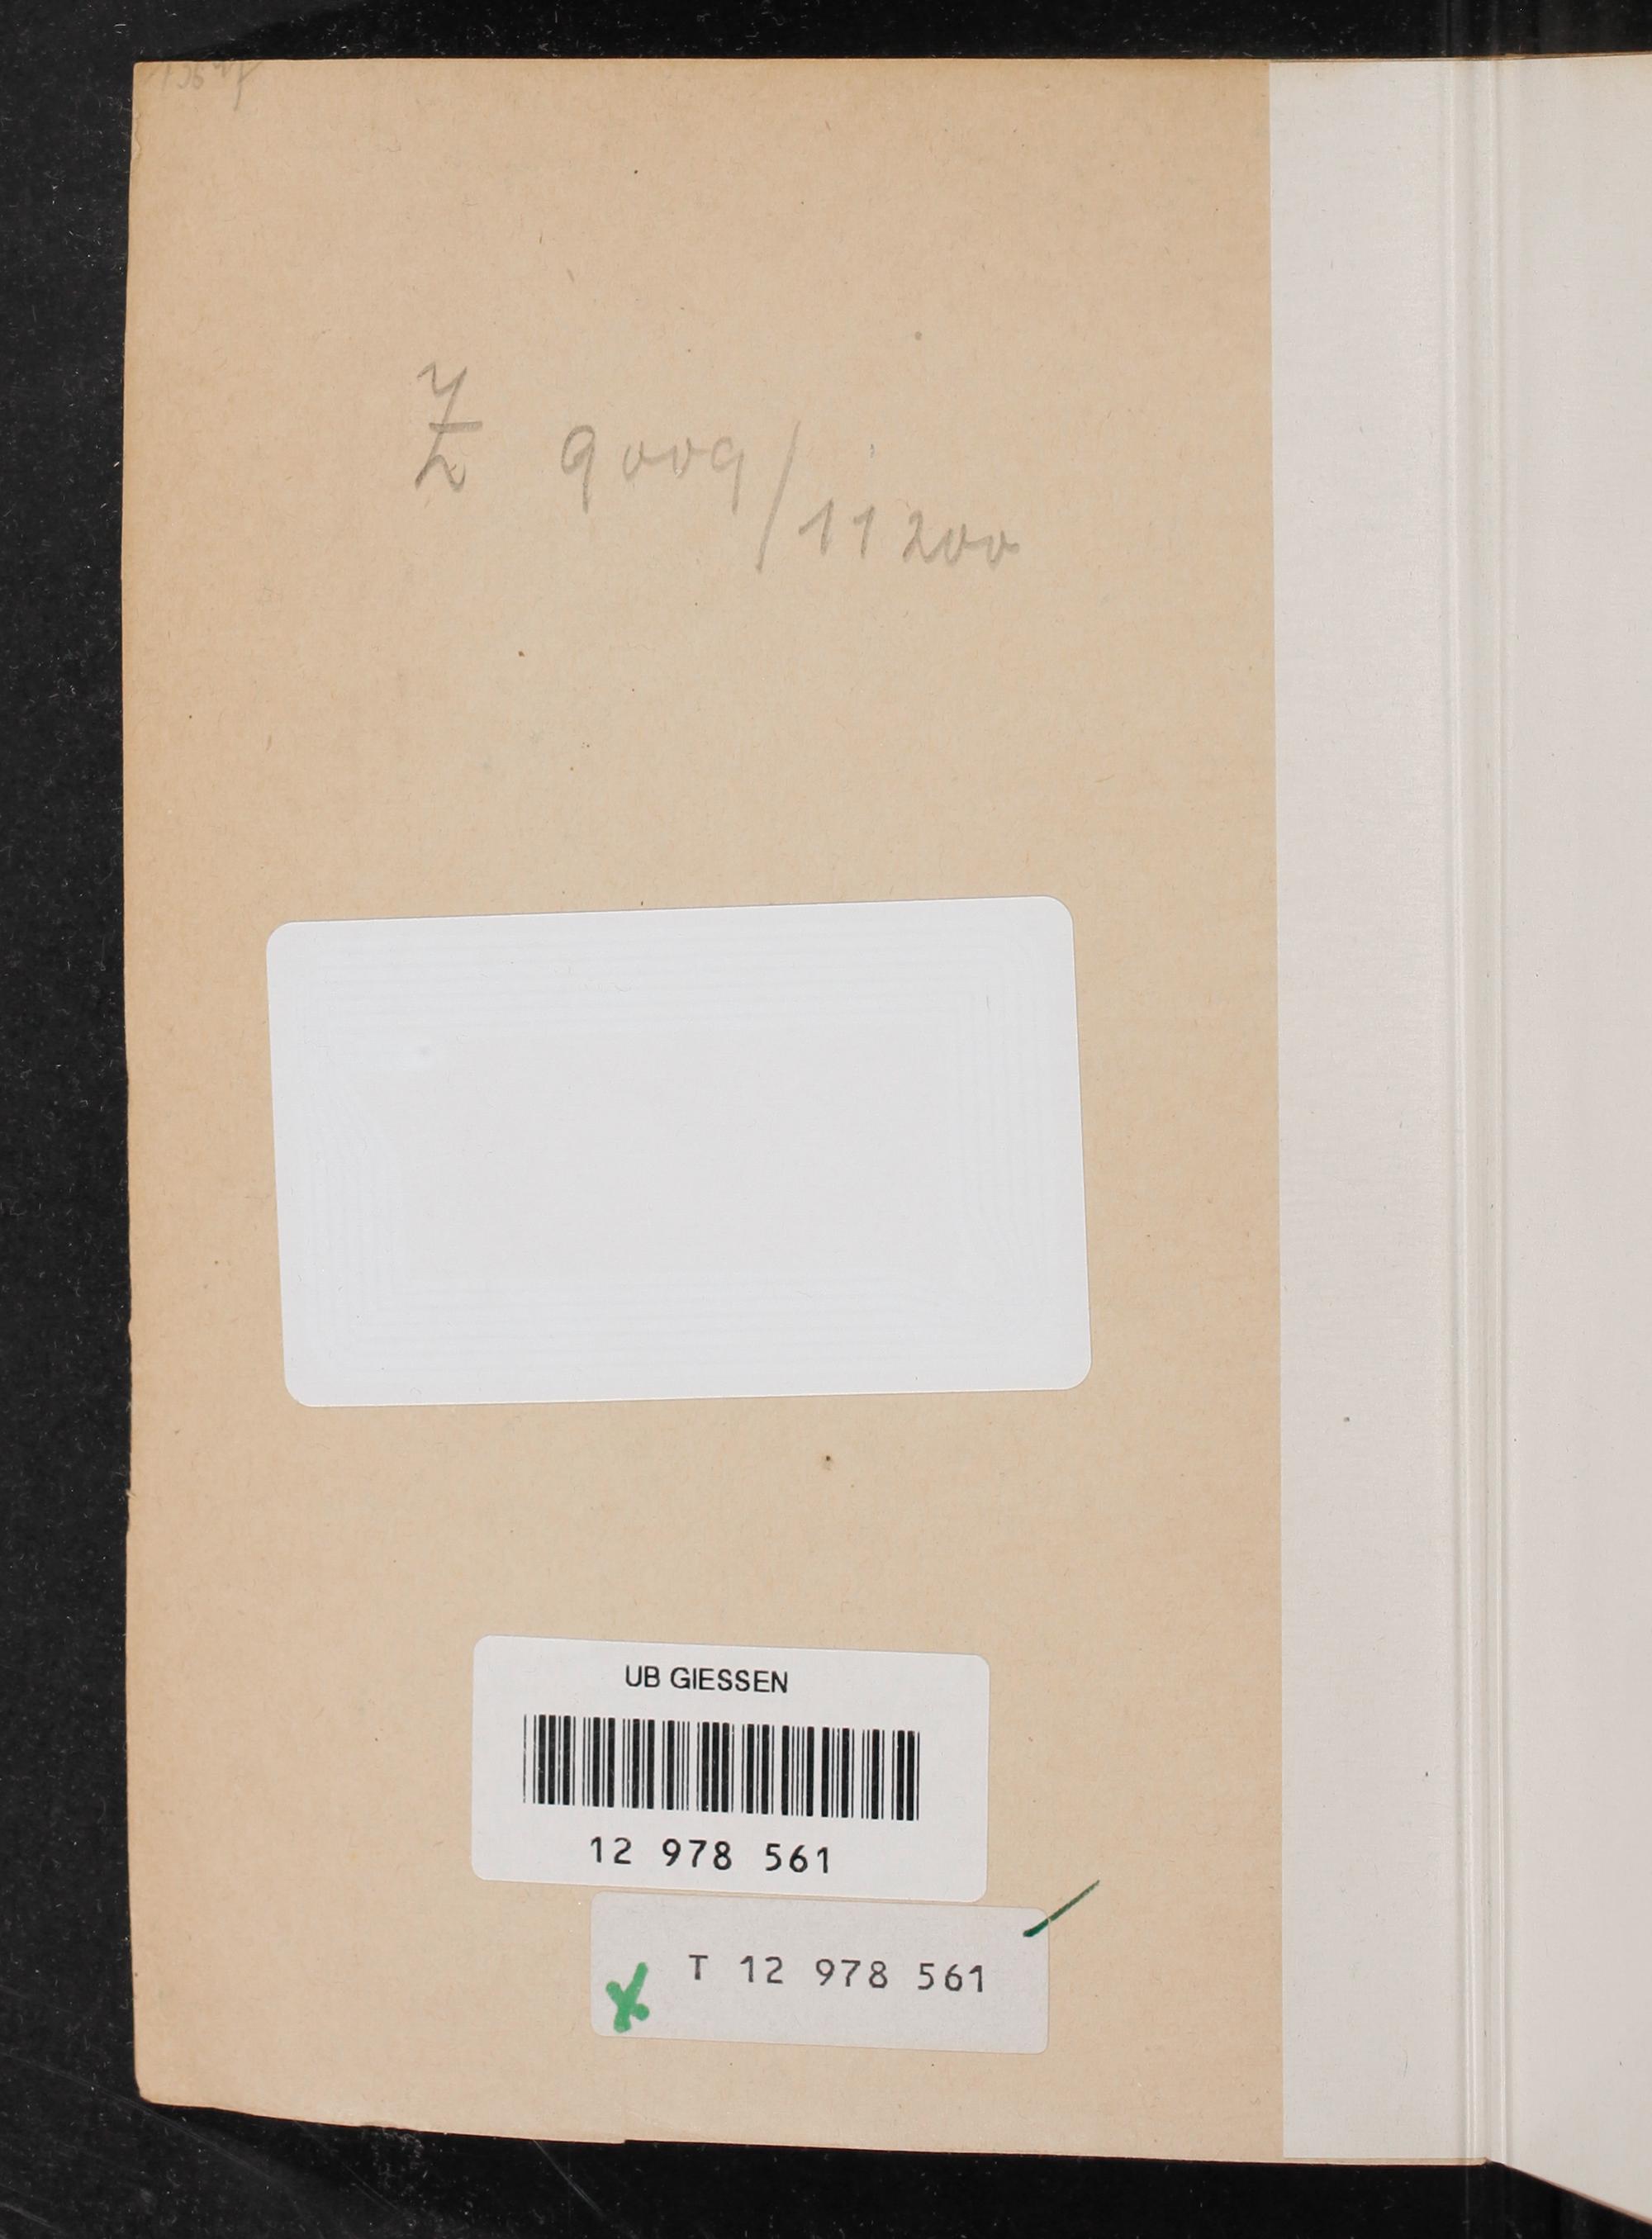 Z 9009/11200
UB GIESSEN
12 978 561
T 12 978 561